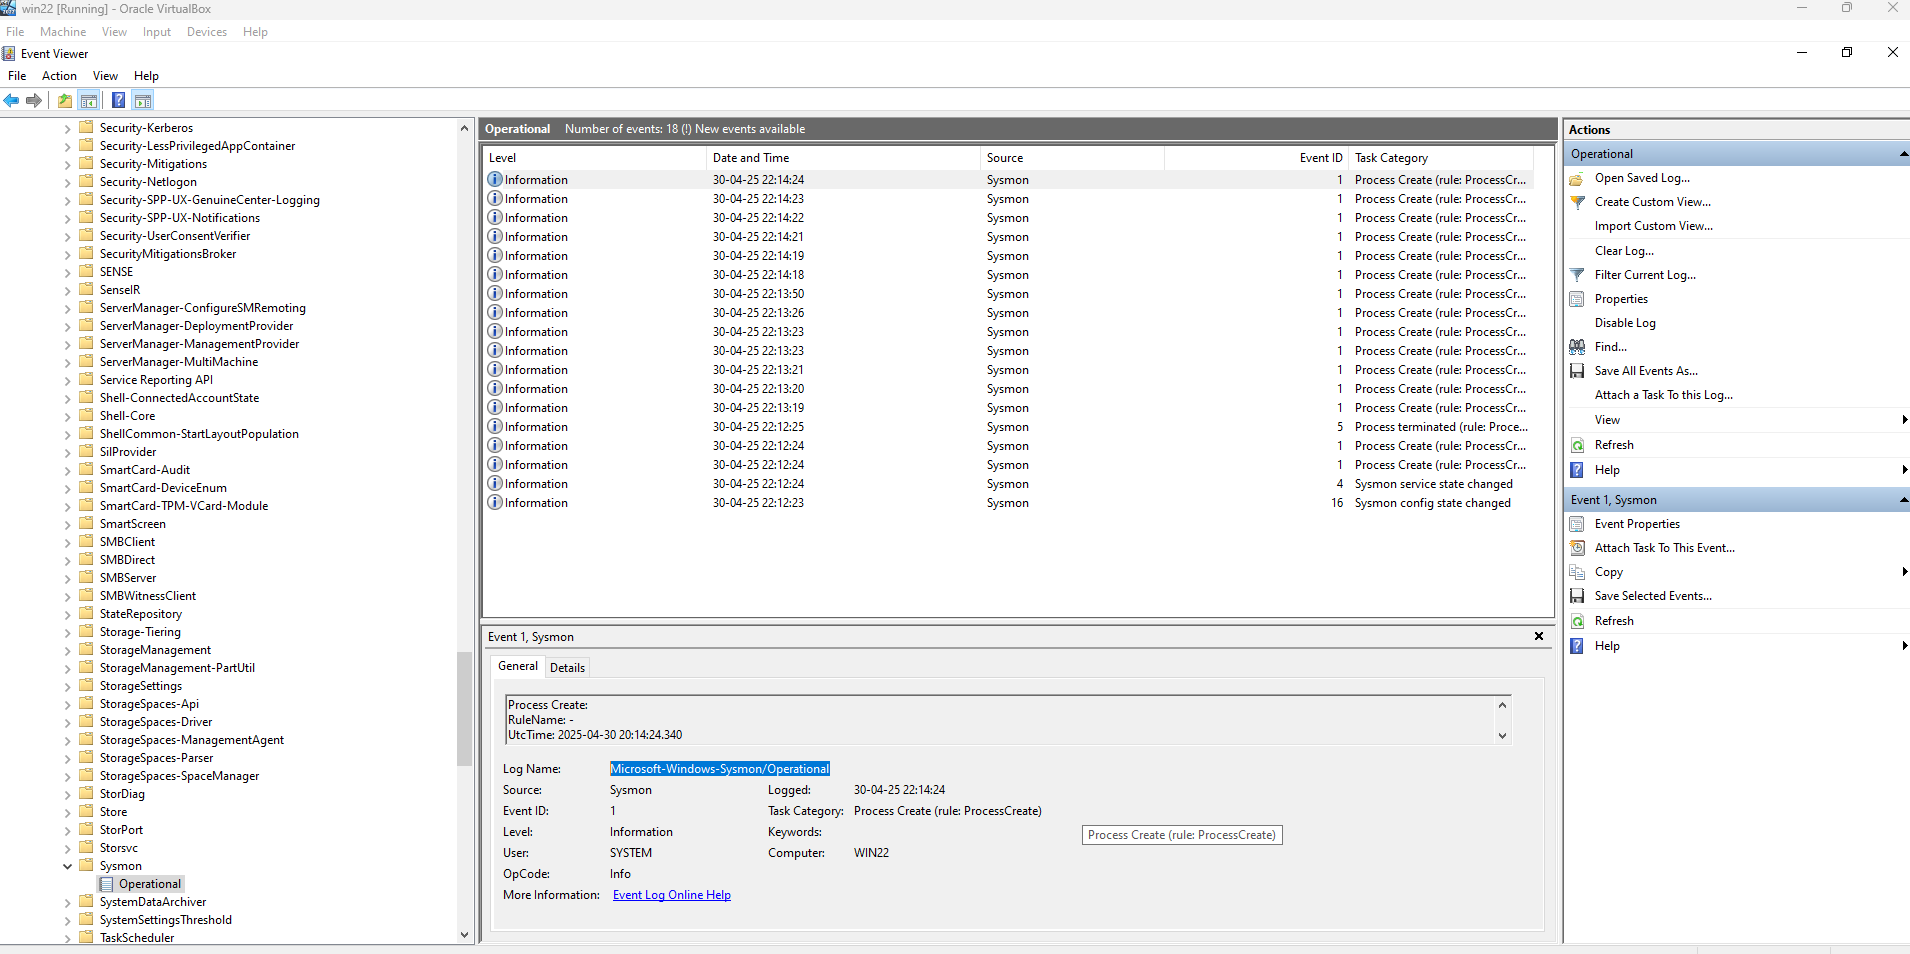 win22 [Running] - Oracle VirtualBox
File Machine View Input Devices Help
Event Viewer
File Action View Help
Security-Kerberos
Security-LessPrivilegedAppContainer
Security-Mitigations
Security-Netlogon
Security-SPP-UX-GenuineCenter-Logging
Security-SPP-UX-Notifications
Security-UserConsentVerifier
SecurityMitigationsBroker
SENSE
SenseIR
ServerManager-ConfigureSMRemoting
ServerManager-DeploymentProvider
ServerManager-ManagementProvider
ServerManager-MultiMachine
Service Reporting API
Shell-ConnectedAccountState
Shell-Core
ShellCommon-StartLayoutPopulation
SilProvider
SmartCard-Audit
SmartCard-DeviceEnum
SmartCard-TPM-VCard-Module
SmartScreen
SMBClient
SMBDirect
SMBServer
SMBWitnessClient
StateRepository
Storage-Tiering
StorageManagement
StorageManagement-PartUtil
StorageSettings
StorageSpaces-Api
StorageSpaces-Driver
StorageSpaces-ManagementAgent
StorageSpaces-Parser
StorageSpaces-SpaceManager
StorDiag
Store
StorPort
Storsvc
Sysmon
Operational
SystemDataArchiver
SystemSettingsThreshold
TaskScheduler
Operational Number of events: 18 (!) New events available
Level Date and Time Source Event ID Task Category
Information 30-04-25 22:14:24 Sysmon 1 Process Create (rule: ProcessCr...
Information 30-04-25 22:14:23 Sysmon 1 Process Create (rule: ProcessCr...
Information 30-04-25 22:14:22 Sysmon 1 Process Create (rule: ProcessCr...
Information 30-04-25 22:14:21 Sysmon 1 Process Create (rule: ProcessCr...
Information 30-04-25 22:14:19 Sysmon 1 Process Create (rule: ProcessCr...
Information 30-04-25 22:14:18 Sysmon 1 Process Create (rule: ProcessCr...
Information 30-04-25 22:13:50 Sysmon 1 Process Create (rule: ProcessCr...
Information 30-04-25 22:13:26 Sysmon 1 Process Create (rule: ProcessCr...
Information 30-04-25 22:13:23 Sysmon 1 Process Create (rule: ProcessCr...
Information 30-04-25 22:13:23 Sysmon 1 Process Create (rule: ProcessCr...
Information 30-04-25 22:13:21 Sysmon 1 Process Create (rule: ProcessCr...
Information 30-04-25 22:13:20 Sysmon 1 Process Create (rule: ProcessCr...
Information 30-04-25 22:13:19 Sysmon 1 Process Create (rule: ProcessCr...
Information 30-04-25 22:12:25 Sysmon 5 Process terminated (rule: Proce...
Information 30-04-25 22:12:24 Sysmon 1 Process Create (rule: ProcessCr...
Information 30-04-25 22:12:24 Sysmon 1 Process Create (rule: ProcessCr...
Information 30-04-25 22:12:24 Sysmon 4 Sysmon service state changed
Information 30-04-25 22:12:23 Sysmon 16 Sysmon config state changed
Event 1, Sysmon
General Details
Process Create:
RuleName: -
UtcTime: 2025-04-30 20:14:24.340
Log Name: Microsoft-Windows-Sysmon/Operational
Source: Sysmon Logged: 30-04-25 22:14:24
Event ID: 1 Task Category: Process Create (rule: ProcessCreate)
Level: Information Keywords:
Process Create (rule: ProcessCreate)
User: SYSTEM Computer: WIN22
OpCode: Info
More Information: Event Log Online Help
Actions
Operational
Open Saved Log...
Create Custom View...
Import Custom View...
Clear Log...
Filter Current Log...
Properties
Disable Log
Find...
Save All Events As...
Attach a Task To this Log...
View
Refresh
Help
Event 1, Sysmon
Event Properties
Attach Task To This Event...
Copy
Save Selected Events...
Refresh
Help